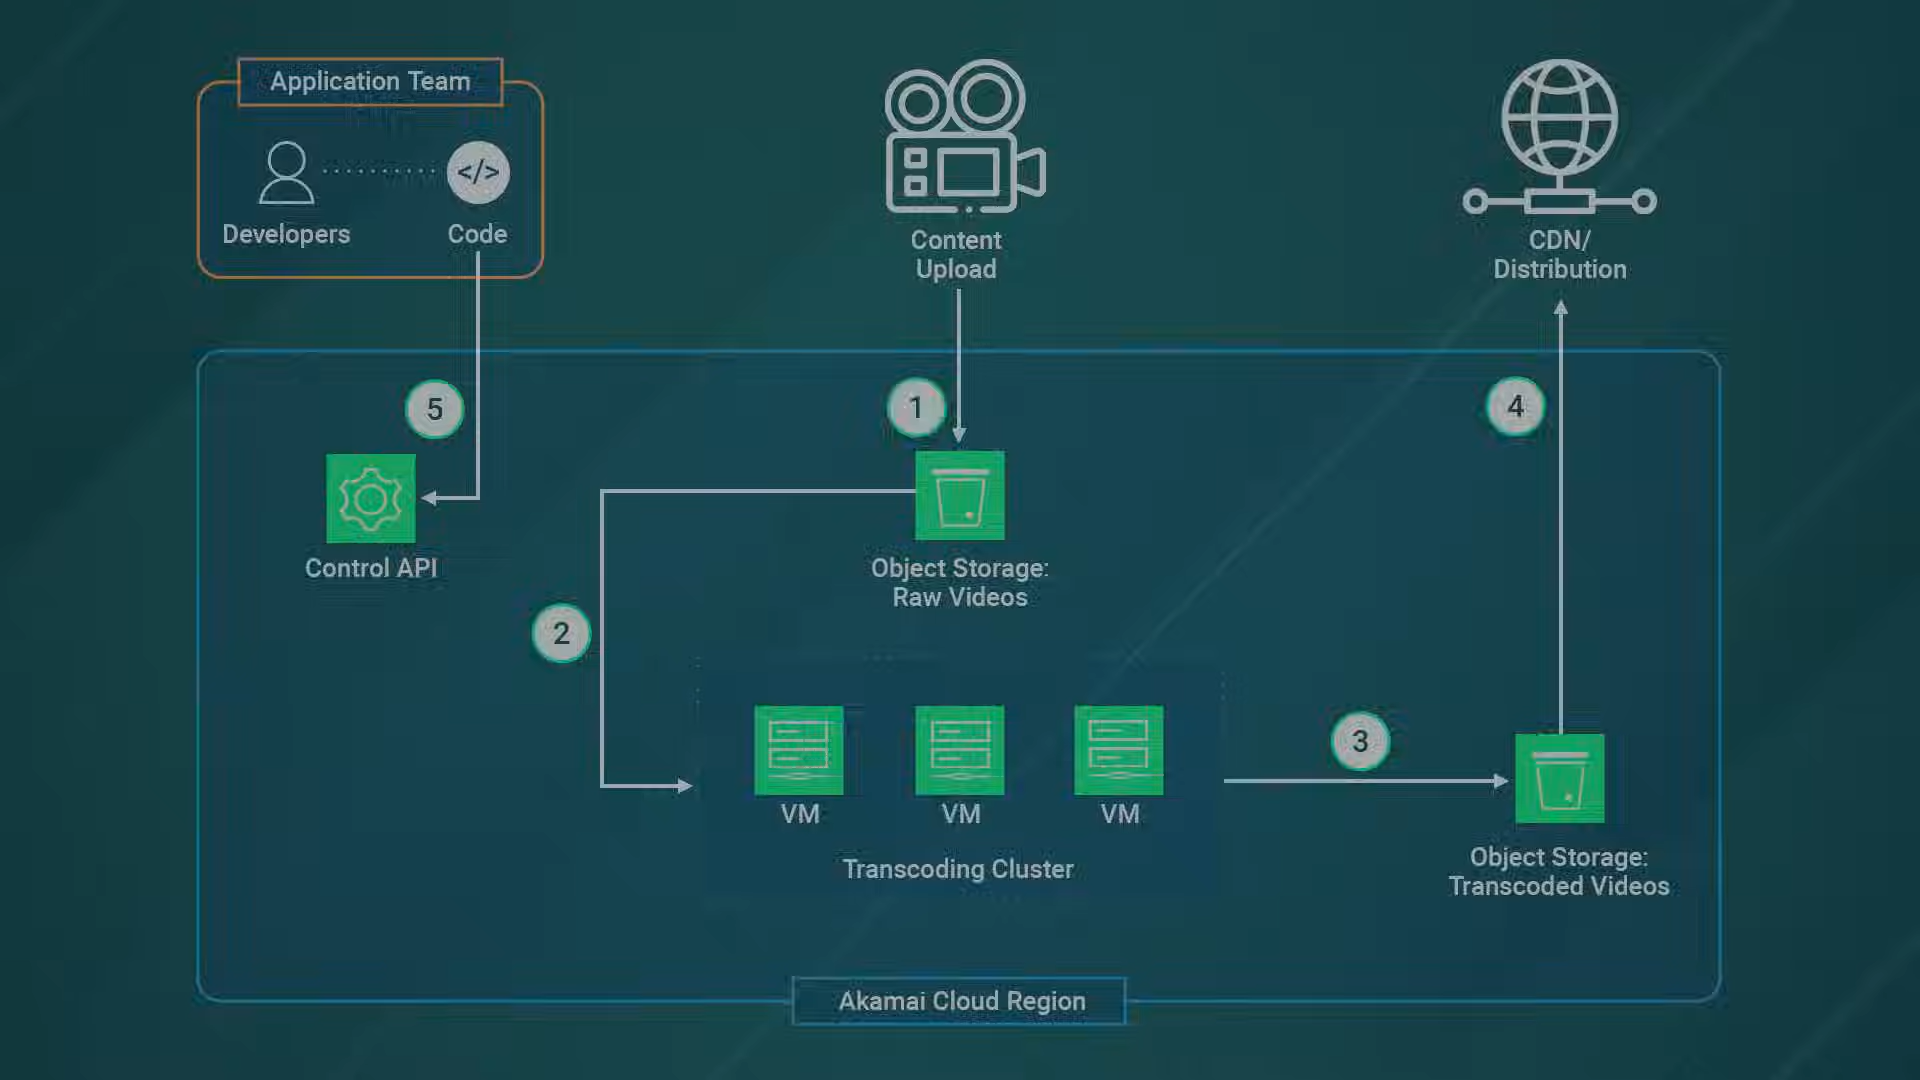 Application Team
</>
Developers
Code
Content
Upload
CDN/
Distribution
5
1
4
Control API
Object Storage:
Raw Videos
2
3
VM
VM
VM
Transcoding Cluster
Object Storage:
Transcoded Videos
Akamai Cloud Region